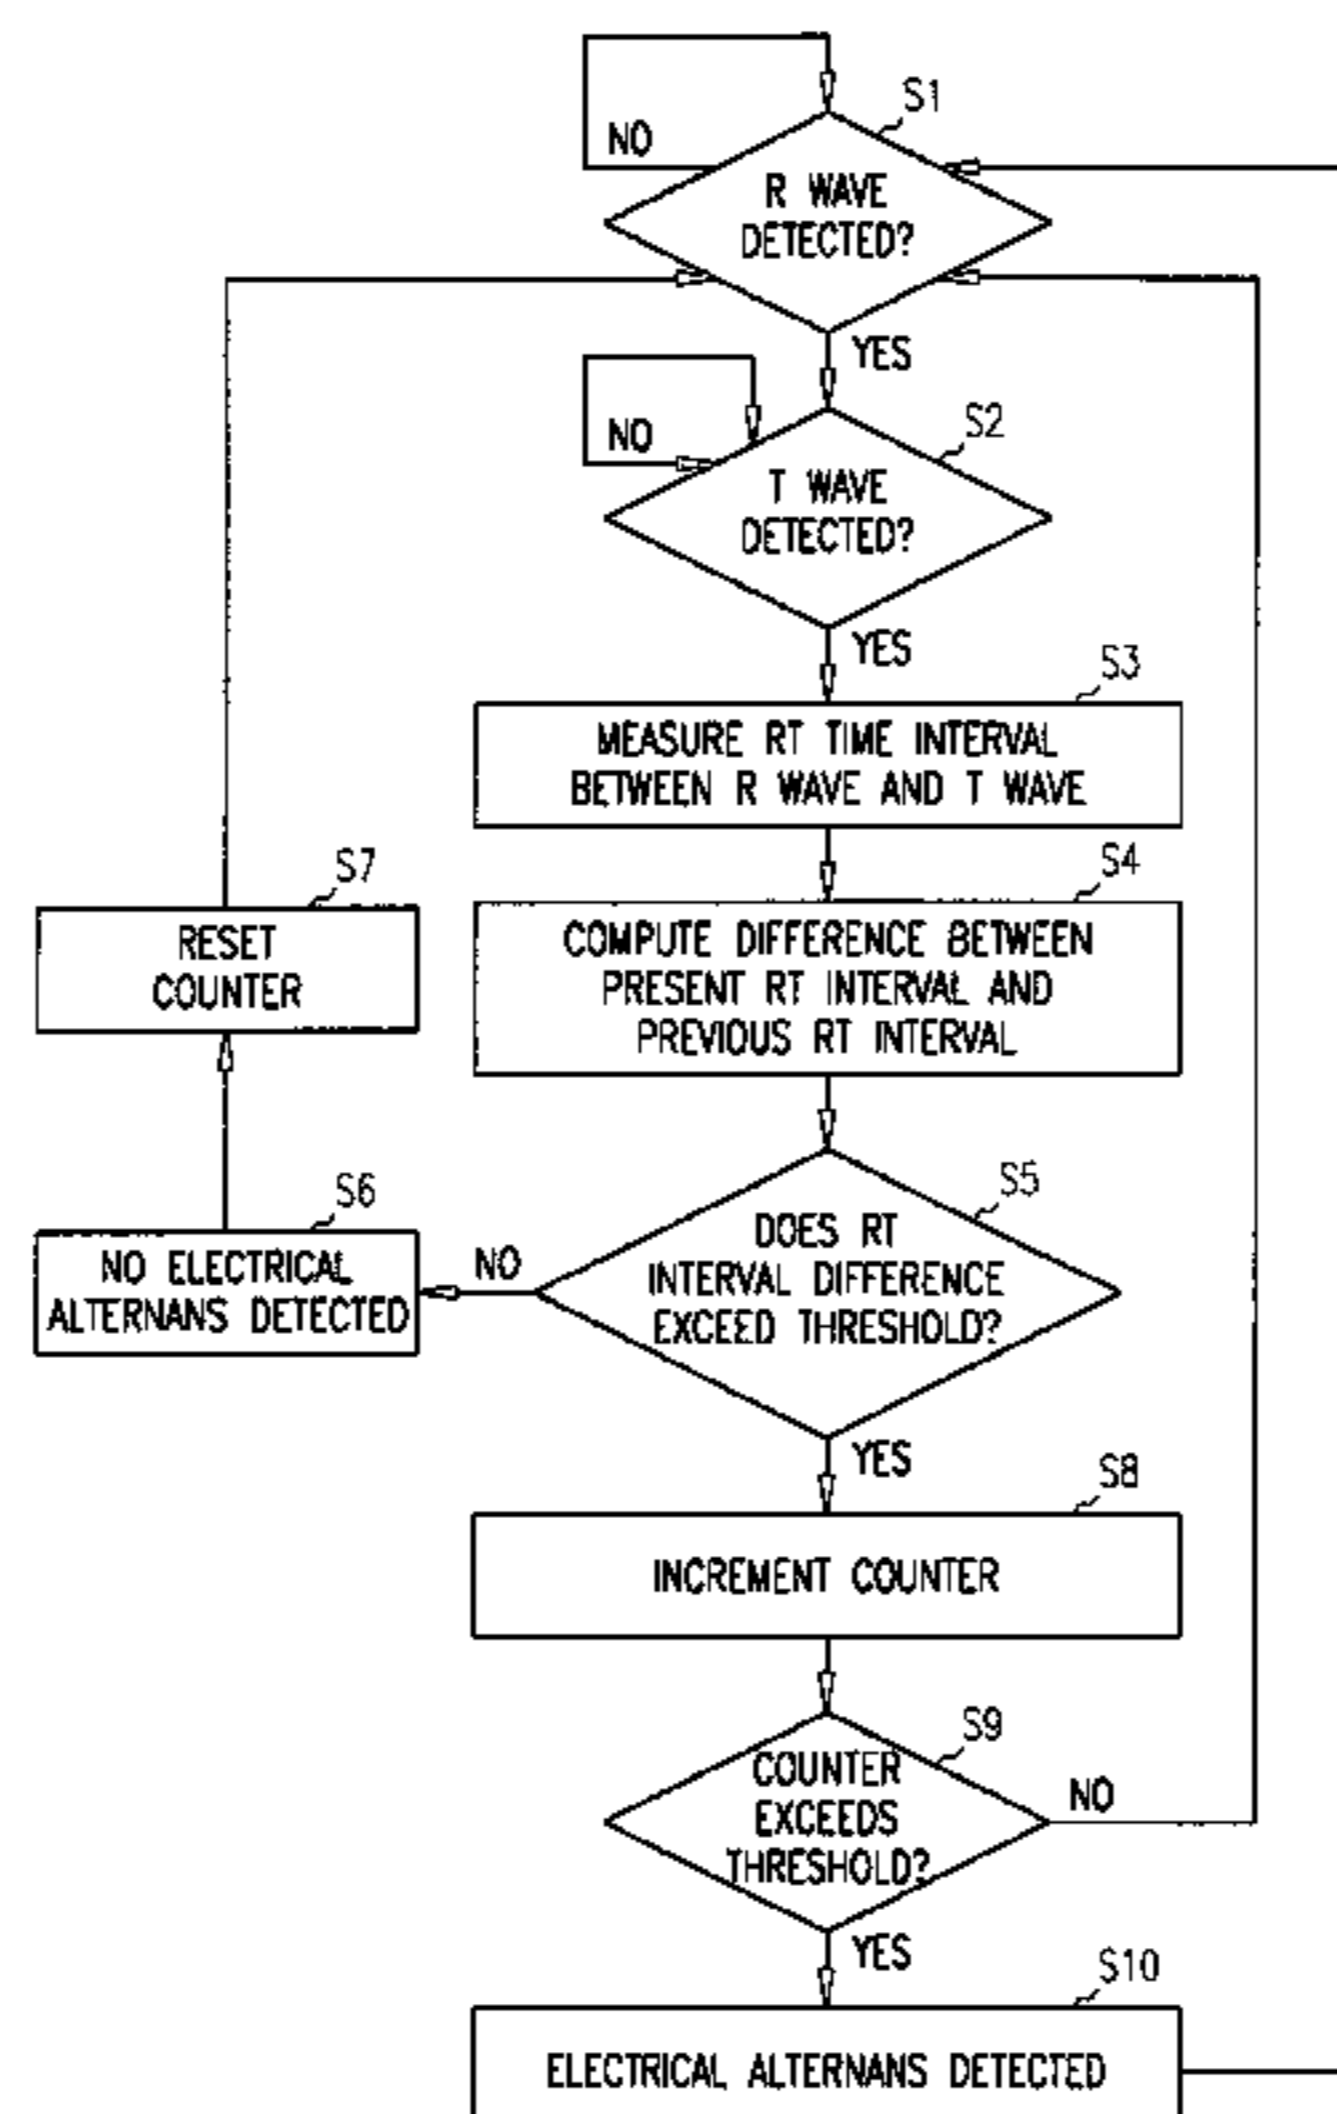 S1
NO
R WAVE
DETECTED?
YES
S2
NO
T WAVE
DETECTED?
YES
S3
MEASURE RT TIME INTERVAL
BETWEEN R WAVE AND T WAVE
S7
RESET
COUNTER
S4
COMPUTE DIFFERENCE BETWEEN
PRESENT RT INTERVAL AND
PREVIOUS RT INTERVAL
S6
NO ELECTRICAL
ALTERNANS DETECTED
NO
S5
DOES RT
INTERVAL DIFFERENCE
EXCEED THRESHOLD?
YES
S8
INCREMENT COUNTER
S9
COUNTER
EXCEEDS
THRESHOLD?
NO
YES
S10
ELECTRICAL ALTERNANS DETECTED